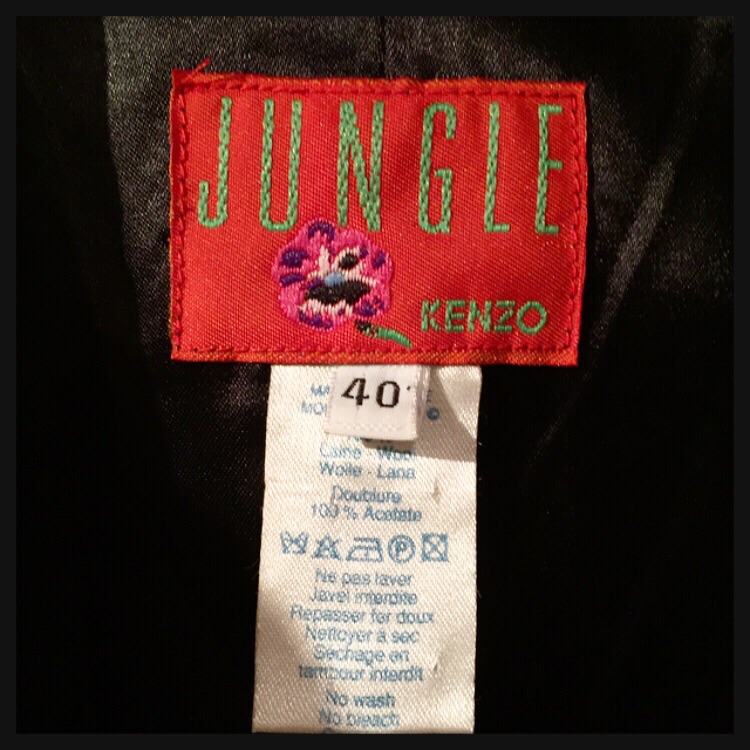 JUNGLE
KENZO
40
Laine - Wool
Wolle - Lana
Doublure
100 % Acetate
Ne pas laver
Javel interdite
Repasser fer doux
Nettoyer à sec
Sechage en
tambour interdit
No wash
No bleach